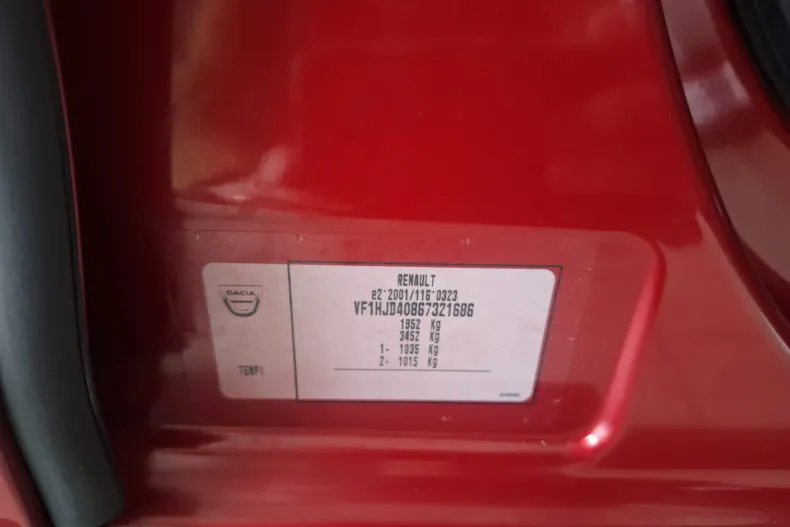 DACIA
TEMPI
RENAULT
e2*2001/116*0323
VF1HJD40867321686
1952 Kg
3452 Kg
1- 1035 Kg
2- 1015 Kg